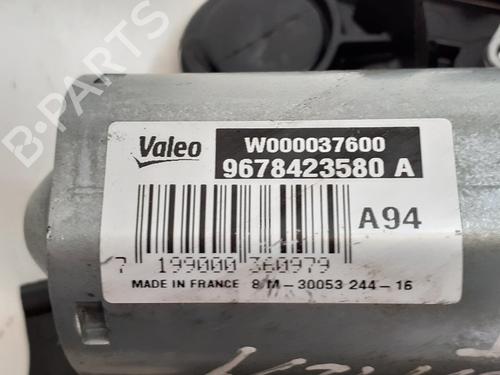 B-PARTS
Valeo
W000037600
9678423580 A
A94
7 199000 360979
MADE IN FRANCE 8/M-30053 244-16